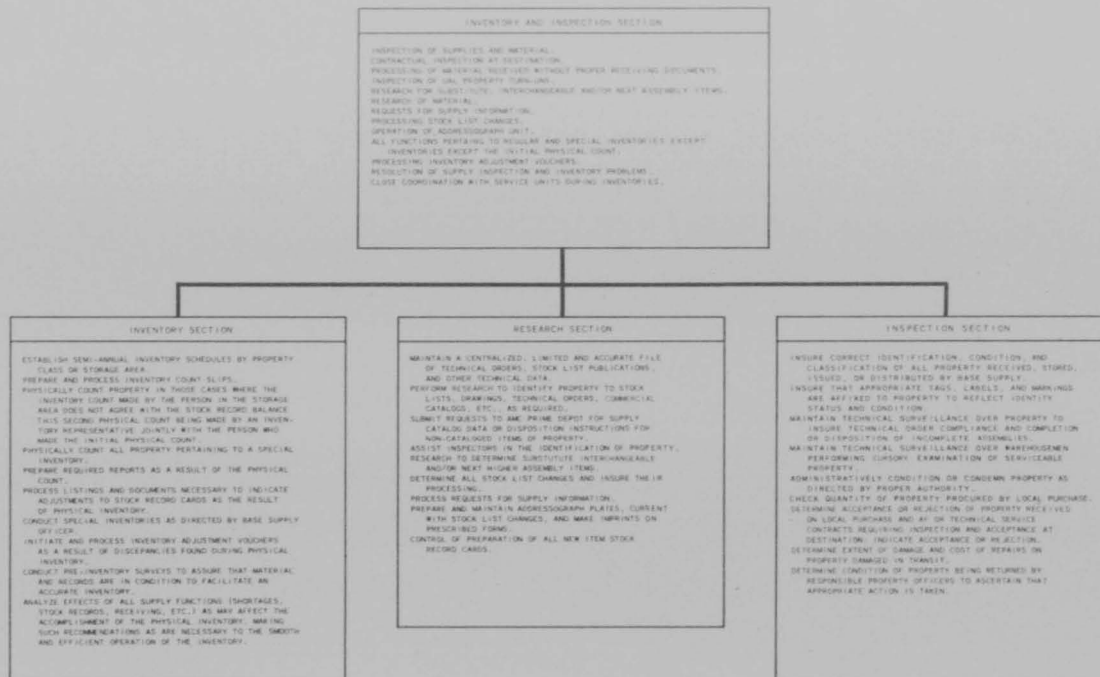 INVENTORY AND INSPECTION SECTION
INSPECTION OF SUPPLIES AND MATERIAL.
CONTRACTUAL INSPECTION AT DESTINATION.
PROCESSING OF MATERIAL RECEIVED WITHOUT PROPER RECEIVING DOCUMENTS.
INSPECTION OF UAL PROPERTY TURN-INS.
RESEARCH FOR SUBSTITUTE, INTERCHANGEABLE AND/OR NEXT ASSEMBLY ITEMS.
RESEARCH OF MATERIAL.
REQUESTS FOR SUPPLY INFORMATION.
PROCESSING STOCK LIST CHANGES.
OPERATION OF ADDRESSOGRAPH UNIT.
ALL FUNCTIONS PERTAINING TO REGULAR AND SPECIAL INVENTORIES EXCEPT
INVENTORIES EXCEPT THE INITIAL PHYSICAL COUNT.
PROCESSING INVENTORY ADJUSTMENT VOUCHERS.
RESOLUTION OF SUPPLY INSPECTION AND INVENTORY PROBLEMS.
CLOSE COORDINATION WITH SERVICE UNITS DURING INVENTORIES.
INVENTORY SECTION
ESTABLISH SEMI-ANNUAL INVENTORY SCHEDULES BY PROPERTY
CLASS OR STORAGE AREA.
PREPARE AND PROCESS INVENTORY COUNT SLIPS.
PHYSICALLY COUNT PROPERTY IN THOSE CASES WHERE THE
INVENTORY COUNT MADE BY THE PERSON IN THE STORAGE
AREA DOES NOT AGREE WITH THE STOCK RECORD BALANCE
THIS SECOND PHYSICAL COUNT BEING MADE BY AN INVEN-
TORY REPRESENTATIVE JOINTLY WITH THE PERSON WHO
MADE THE INITIAL PHYSICAL COUNT.
PHYSICALLY COUNT ALL PROPERTY PERTAINING TO A SPECIAL
INVENTORY.
PREPARE REQUIRED REPORTS AS A RESULT OF THE PHYSICAL
COUNT.
PROCESS LISTINGS AND DOCUMENTS NECESSARY TO INDICATE
ADJUSTMENTS TO STOCK RECORD CARDS AS THE RESULT
OF PHYSICAL INVENTORY.
CONDUCT SPECIAL INVENTORIES AS DIRECTED BY BASE SUPPLY
OFFICER.
INITIATE AND PROCESS INVENTORY ADJUSTMENT VOUCHERS
AS A RESULT OF DISCEPANCIES FOUND DURING PHYSICAL
INVENTORY.
CONDUCT PRE-INVENTORY SURVEYS TO ASSURE THAT MATERIAL
AND RECORDS ARE IN CONDITION TO FACILITATE AN
ACCURATE INVENTORY.
ANALYZE EFFECTS OF ALL SUPPLY FUNCTIONS (SHORTAGES,
STOCK RECORDS, RECEIVING, ETC.) AS MAY AFFECT THE
ACCOMPLISHMENT OF THE PHYSICAL INVENTORY, MAKING
SUCH RECOMMENDATIONS AS ARE NECESSARY TO THE SMOOTH
AND EFFICIENT OPERATION OF THE INVENTORY.
RESEARCH SECTION
MAINTAIN A CENTRALIZED, LIMITED AND ACCURATE FILE
OF TECHNICAL ORDERS, STOCK LIST PUBLICATIONS,
AND OTHER TECHNICAL DATA.
PERFORM RESEARCH TO IDENTIFY PROPERTY TO STOCK
LISTS, DRAWINGS, TECHNICAL ORDERS, COMMERCIAL
CATALOGS, ETC., AS REQUIRED.
SUBMIT REQUESTS TO AMC PRIME DEPOT FOR SUPPLY
CATALOG DATA OR DISPOSITION INSTRUCTIONS FOR
NON-CATALOGED ITEMS OF PROPERTY.
ASSIST INSPECTORS IN THE IDENTIFICATION OF PROPERTY.
RESEARCH TO DETERMINE SUBSTITUTE INTERCHANGEABLE
AND/OR NEXT HIGHER ASSEMBLY ITEMS.
DETERMINE ALL STOCK LIST CHANGES AND INSURE THEIR
PROCESSING.
PROCESS REQUESTS FOR SUPPLY INFORMATION.
PREPARE AND MAINTAIN ADDRESSOGRAPH PLATES, CURRENT
WITH STOCK LIST CHANGES, AND MAKE IMPRINTS ON
PRESCRIBED FORMS.
CONTROL OF PREPARATION OF ALL NEW ITEM STOCK
RECORD CARDS.
INSPECTION SECTION
INSURE CORRECT IDENTIFICATION, CONDITION, AND
CLASSIFICATION OF ALL PROPERTY RECEIVED, STORED,
ISSUED, OR DISTRIBUTED BY BASE SUPPLY.
INSURE THAT APPROPRIATE TAGS, LABELS, AND MARKINGS
ARE AFFIXED TO PROPERTY TO REFLECT IDENTITY
STATUS AND CONDITION.
MAINTAIN TECHNICAL SURVEILLANCE OVER PROPERTY TO
INSURE TECHNICAL ORDER COMPLIANCE AND COMPLETION
OR DISPOSITION OF INCOMPLETE ASSEMBLIES.
MAINTAIN TECHNICAL SURVEILLANCE OVER WAREHOUSEMEN
PERFORMING CURSORY EXAMINATION OF SERVICEABLE
PROPERTY.
ADMINISTRATIVELY CONDITION OR CONDEMN PROPERTY AS
DIRECTED BY PROPER AUTHORITY.
CHECK QUANTITY OF PROPERTY PROCURED BY LOCAL PURCHASE.
DETERMINE ACCEPTANCE OR REJECTION OF PROPERTY RECEIVED
ON LOCAL PURCHASE AND AF OR TECHNICAL SERVICE
CONTRACTS REQUIRING INSPECTION AND ACCEPTANCE AT
DESTINATION. INDICATE ACCEPTANCE OR REJECTION.
DETERMINE EXTENT OF DAMAGE AND COST OF REPAIRS ON
PROPERTY DAMAGED IN TRANSIT.
DETERMINE CONDITION OF PROPERTY BEING RETURNED BY
RESPONSIBLE PROPERTY OFFICERS TO ASCERTAIN THAT
APPROPRIATE ACTION IS TAKEN.